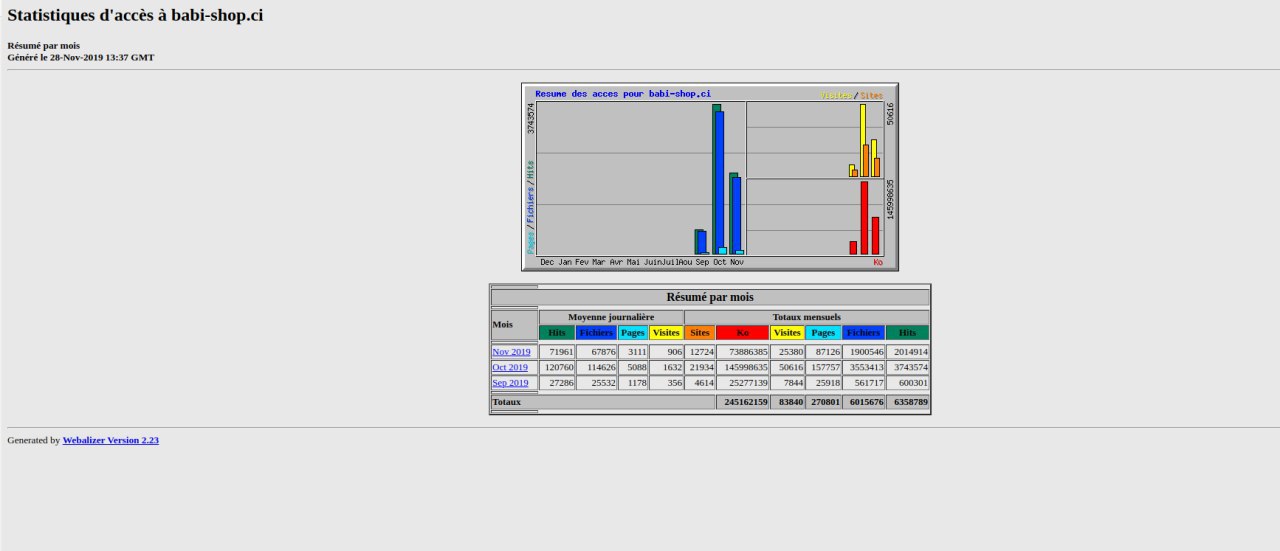 Statistiques d'accès à babi-shop.ci
Résumé par mois
Généré le 28-Nov-2019 13:37 GMT
Resume des acces pour babi-shop.ci
Visites/Sites
3743574
50616
Pages/Fichiers/Hits
145998635
Dec Jan Fev Mar Avr Mai JuinJuilAou Sep Oct Nov
Ko
Résumé par mois
Mois Moyenne journalière Totaux mensuels
Hits Fichiers Pages Visites Sites Ko Visites Pages Fichiers Hits
Nov 2019 71961 67876 3111 906 12724 73886385 25380 87126 1900546 2014914
Oct 2019 120760 114626 5088 1632 21934 145998635 50616 157757 3553413 3743574
Sep 2019 27286 25532 1178 356 4614 25277139 7844 25918 561717 600301
Totaux 245162159 83840 270801 6015676 6358789
Generated by Webalizer Version 2.23